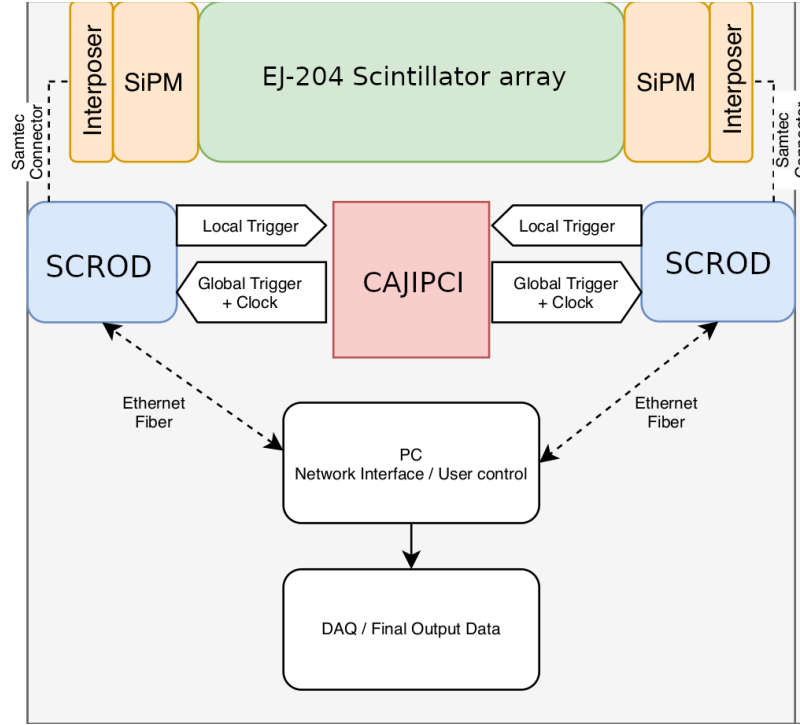 Interposer
SiPM
EJ-204 Scintillator array
SiPM
Interposer
Samtec
Connector
Samtec
Connector
SCROD
Local Trigger
Global Trigger
+ Clock
CAJIPCI
Local Trigger
Global Trigger
+ Clock
SCROD
Ethernet
Fiber
Ethernet
Fiber
PC
Network Interface / User control
DAQ / Final Output Data